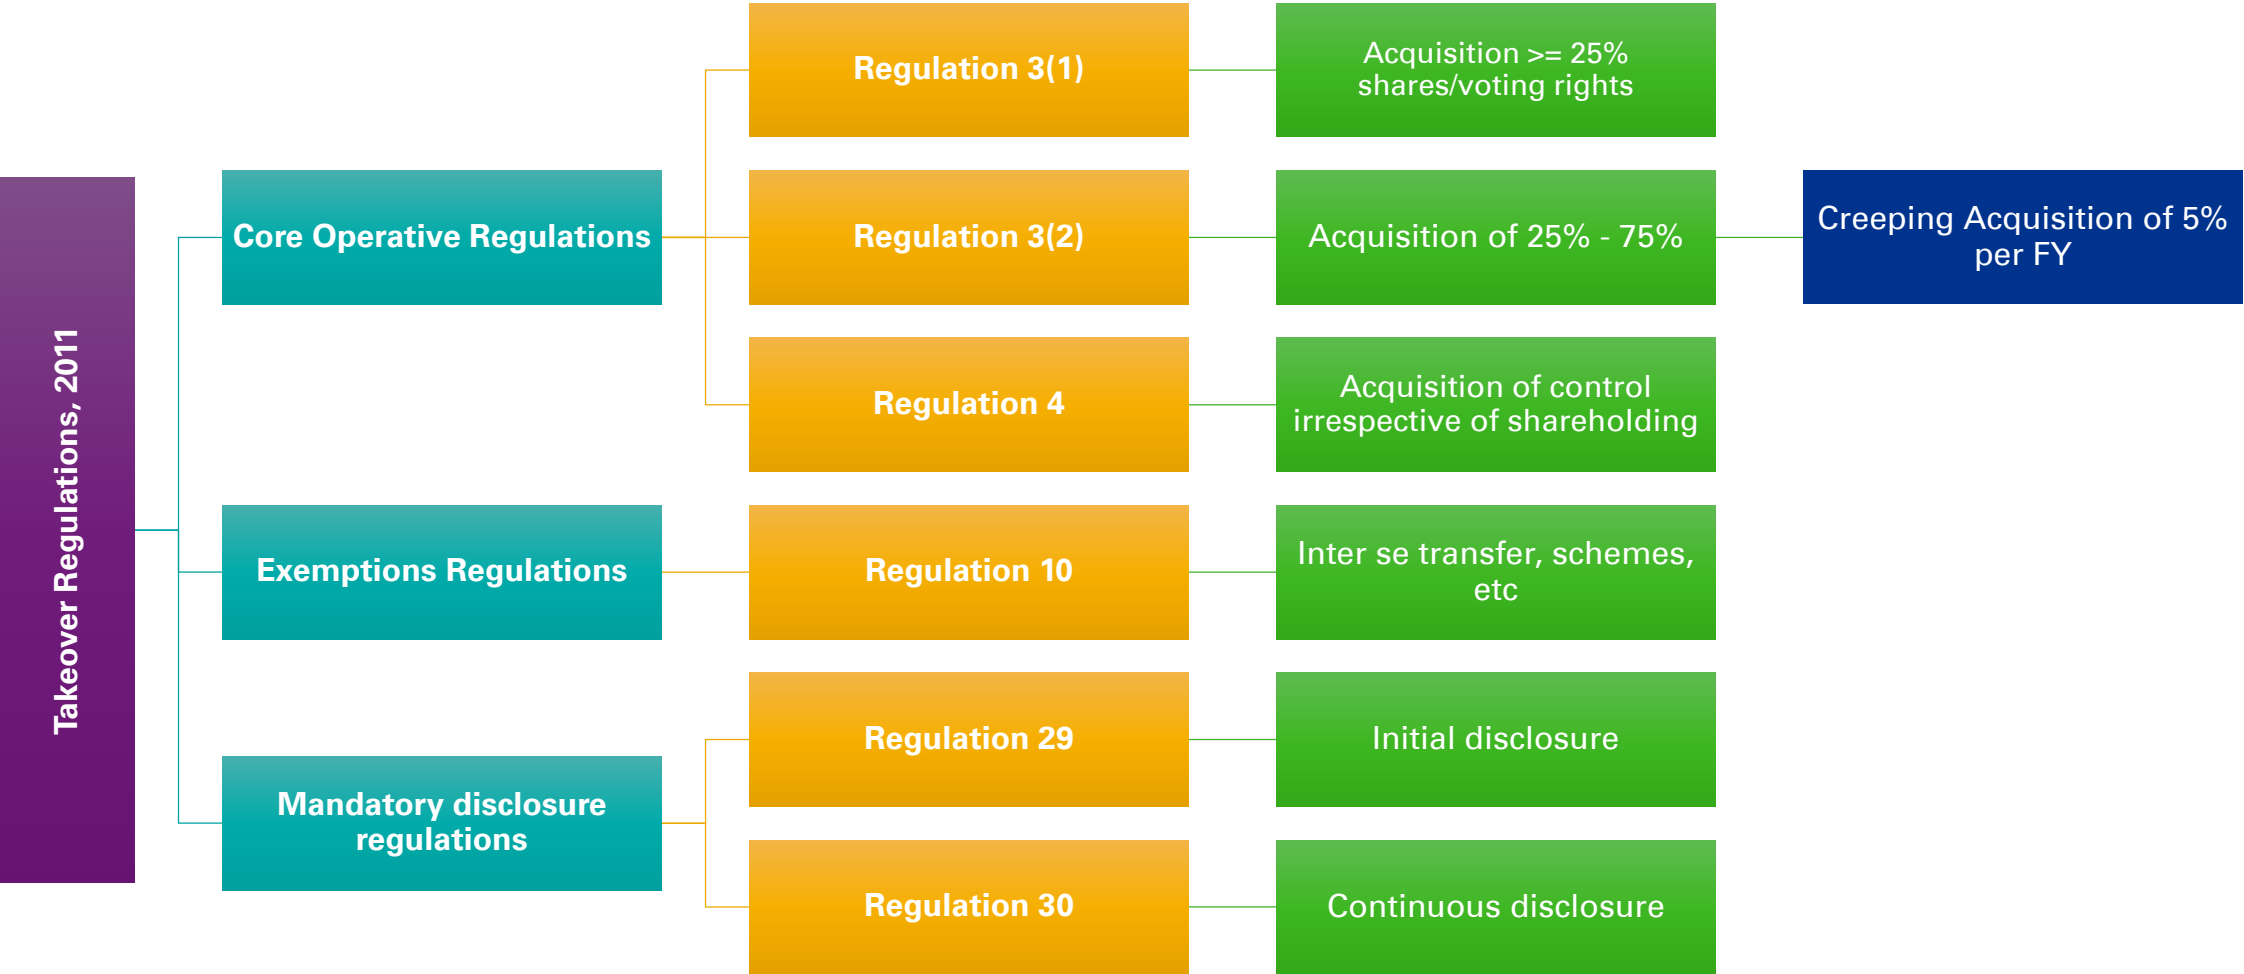 Takeover Regulations, 2011
Core Operative Regulations
Regulation 3(1)
Acquisition >= 25%
shares/voting rights
Regulation 3(2)
Acquisition of 25% - 75%
Creeping Acquisition of 5%
per FY
Regulation 4
Acquisition of control
irrespective of shareholding
Exemptions Regulations
Regulation 10
Inter se transfer, schemes,
etc
Mandatory disclosure
regulations
Regulation 29
Initial disclosure
Regulation 30
Continuous disclosure